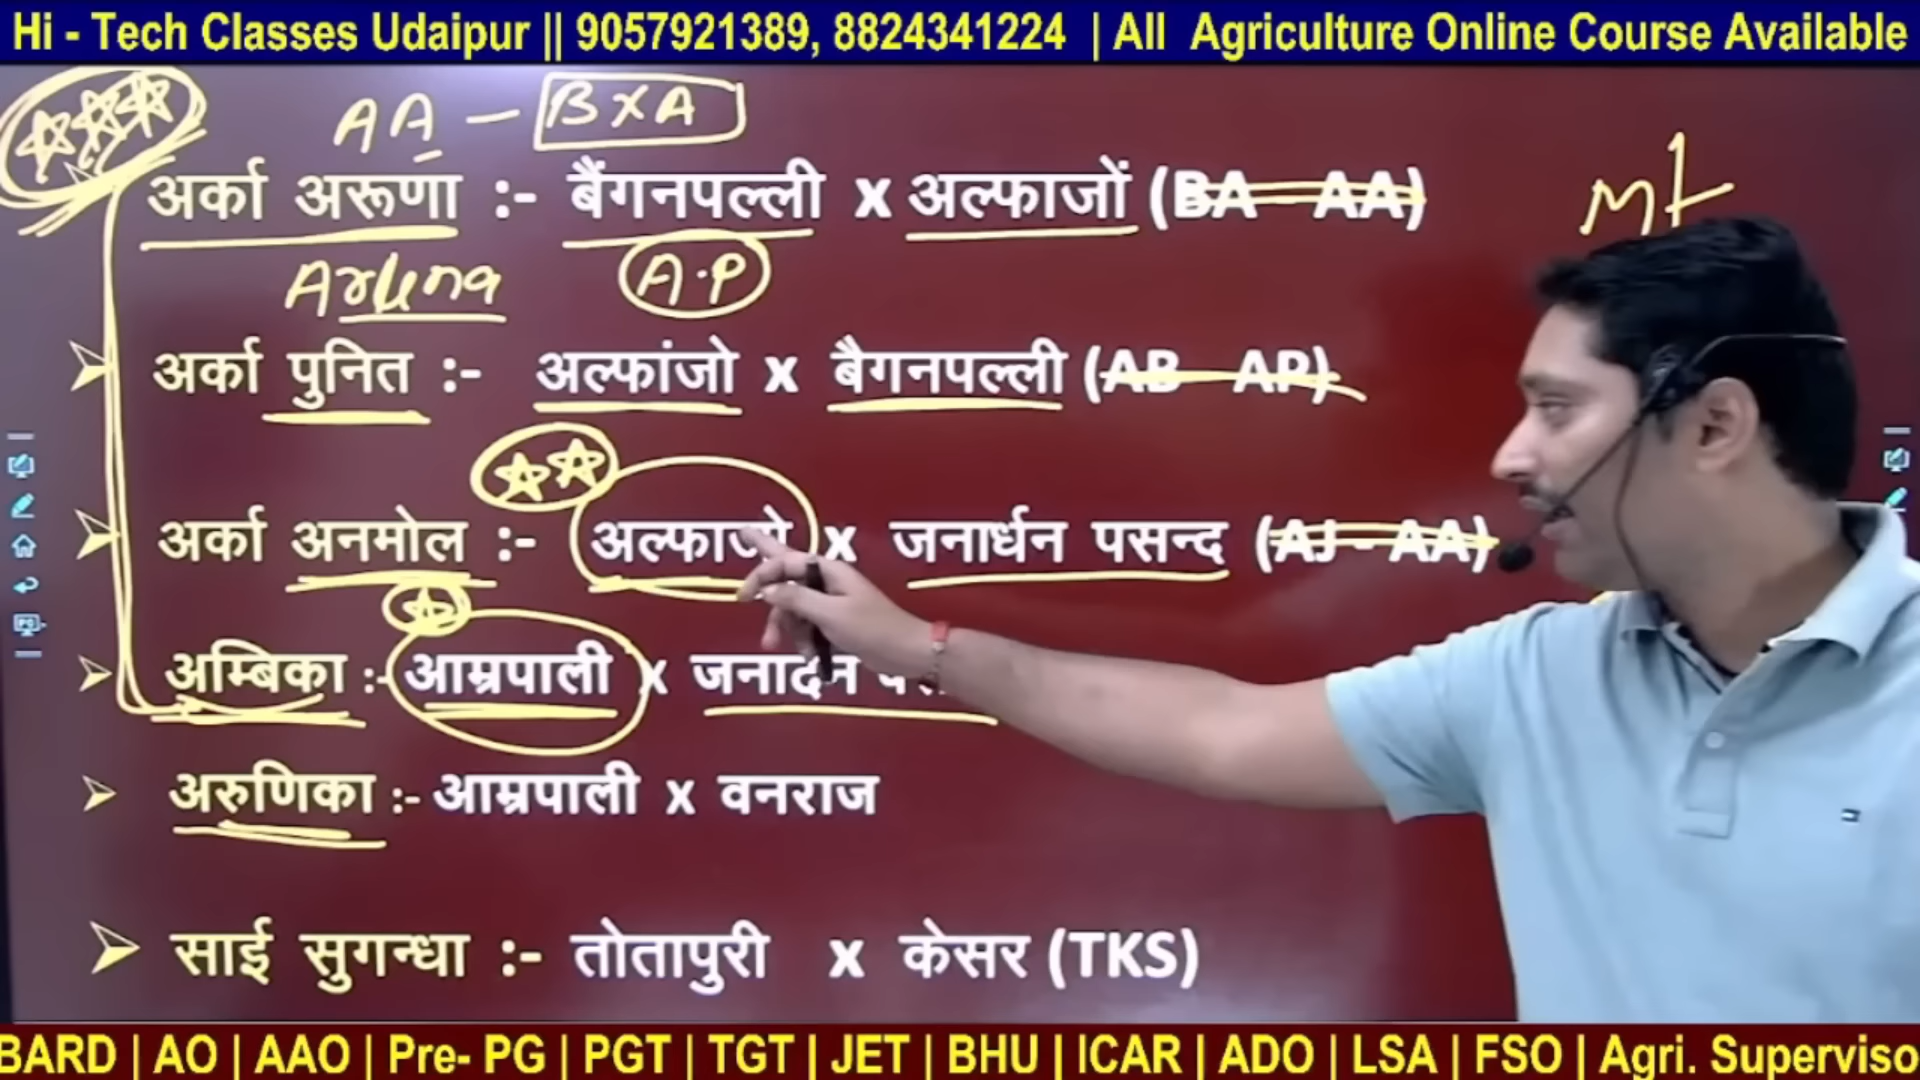 Hi - Tech Classes Udaipur || 9057921389, 8824341224 | All Agriculture Online Course Available
AA - B X A
अर्का अरूणा :- बैंगनपल्ली x अल्फाजों (BA AA)
Aruna A.P
अर्का पुनित :- अल्फांजो x बैगनपल्ली (AB AP)
अर्का अनमोल :- अल्फाजो x जनार्धन पसन्द (AJ - AA)
अम्बिका :- आम्रपाली x जनार्दन
अरुणिका :- आम्रपाली x वनराज
साई सुगन्धा :- तोतापुरी x केसर (TKS)
BARD | AO | AAO | Pre- PG | PGT | TGT | JET | BHU | ICAR | ADO | LSA | FSO | Agri. Superviso